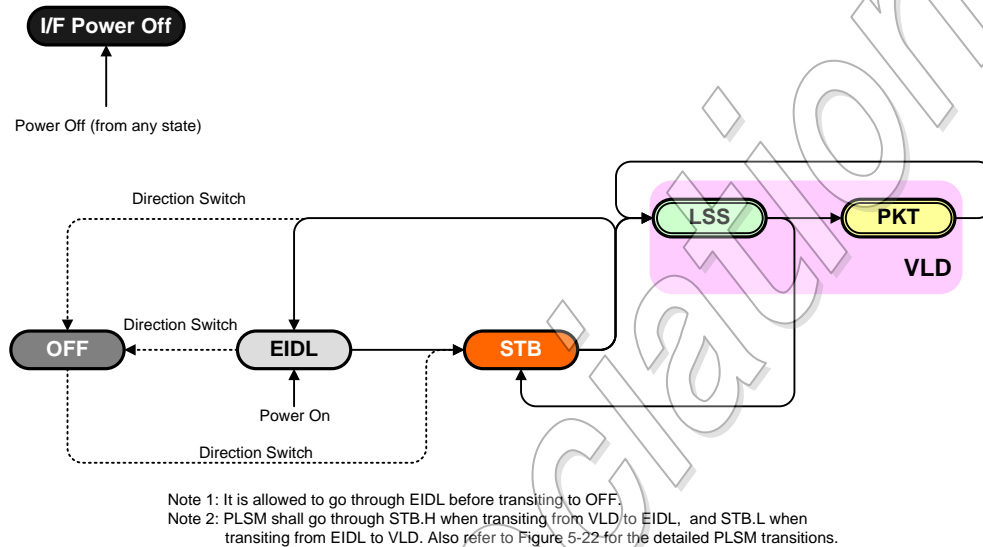 I/F Power Off
Power Off (from any state)
Direction Switch
LSS
PKT
VLD
Direction Switch
OFF
EIDL
STB
Power On
Direction Switch
Note 1: It is allowed to go through EIDL before transiting to OFF.
Note 2: PLSM shall go through STB.H when transiting from VLD to EIDL, and STB.L when
transiting from EIDL to VLD. Also refer to Figure 5-22 for the detailed PLSM transitions.
ciation